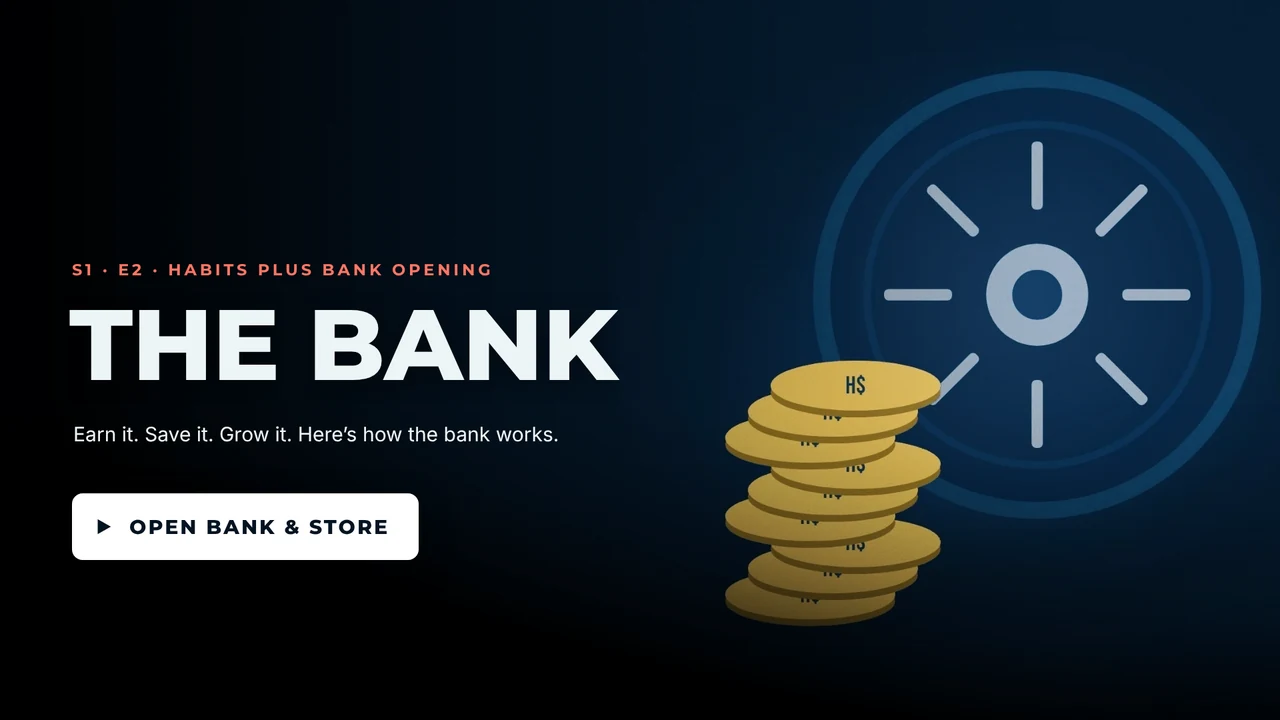 S1 · E2 · HABITS PLUS BANK OPENING
THE BANK
Earn it. Save it. Grow it. Here’s how the bank works.
OPEN BANK & STORE
H$
H$
H$
H$
H$
H$
H$
H$
H$